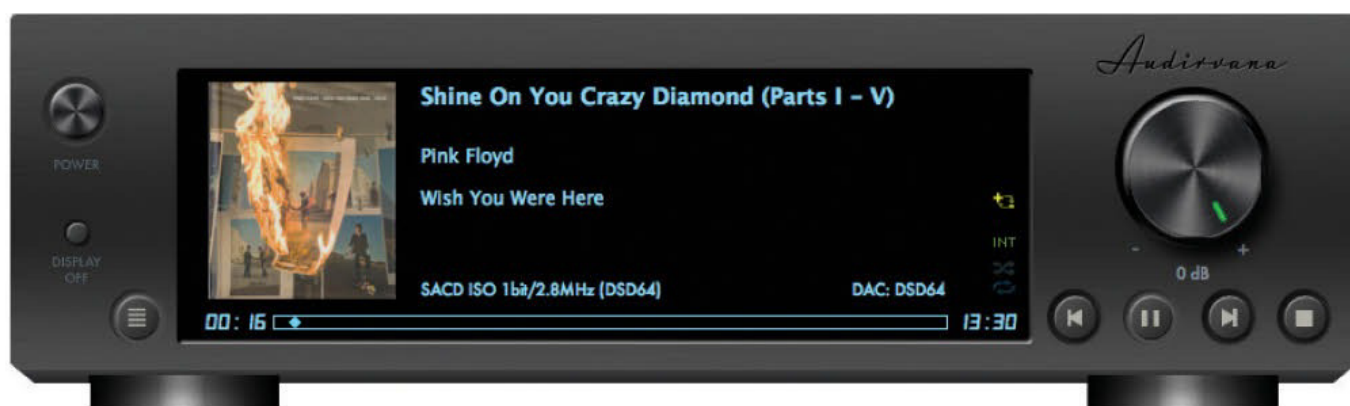 Audirvana
POWER
DISPLAY
OFF
Shine On You Crazy Diamond (Parts I – V)
Pink Floyd
Wish You Were Here
INT
SACD ISO 1bit/2.8MHz (DSD64)
DAC: DSD64
00:16
13:30
- +
0 dB